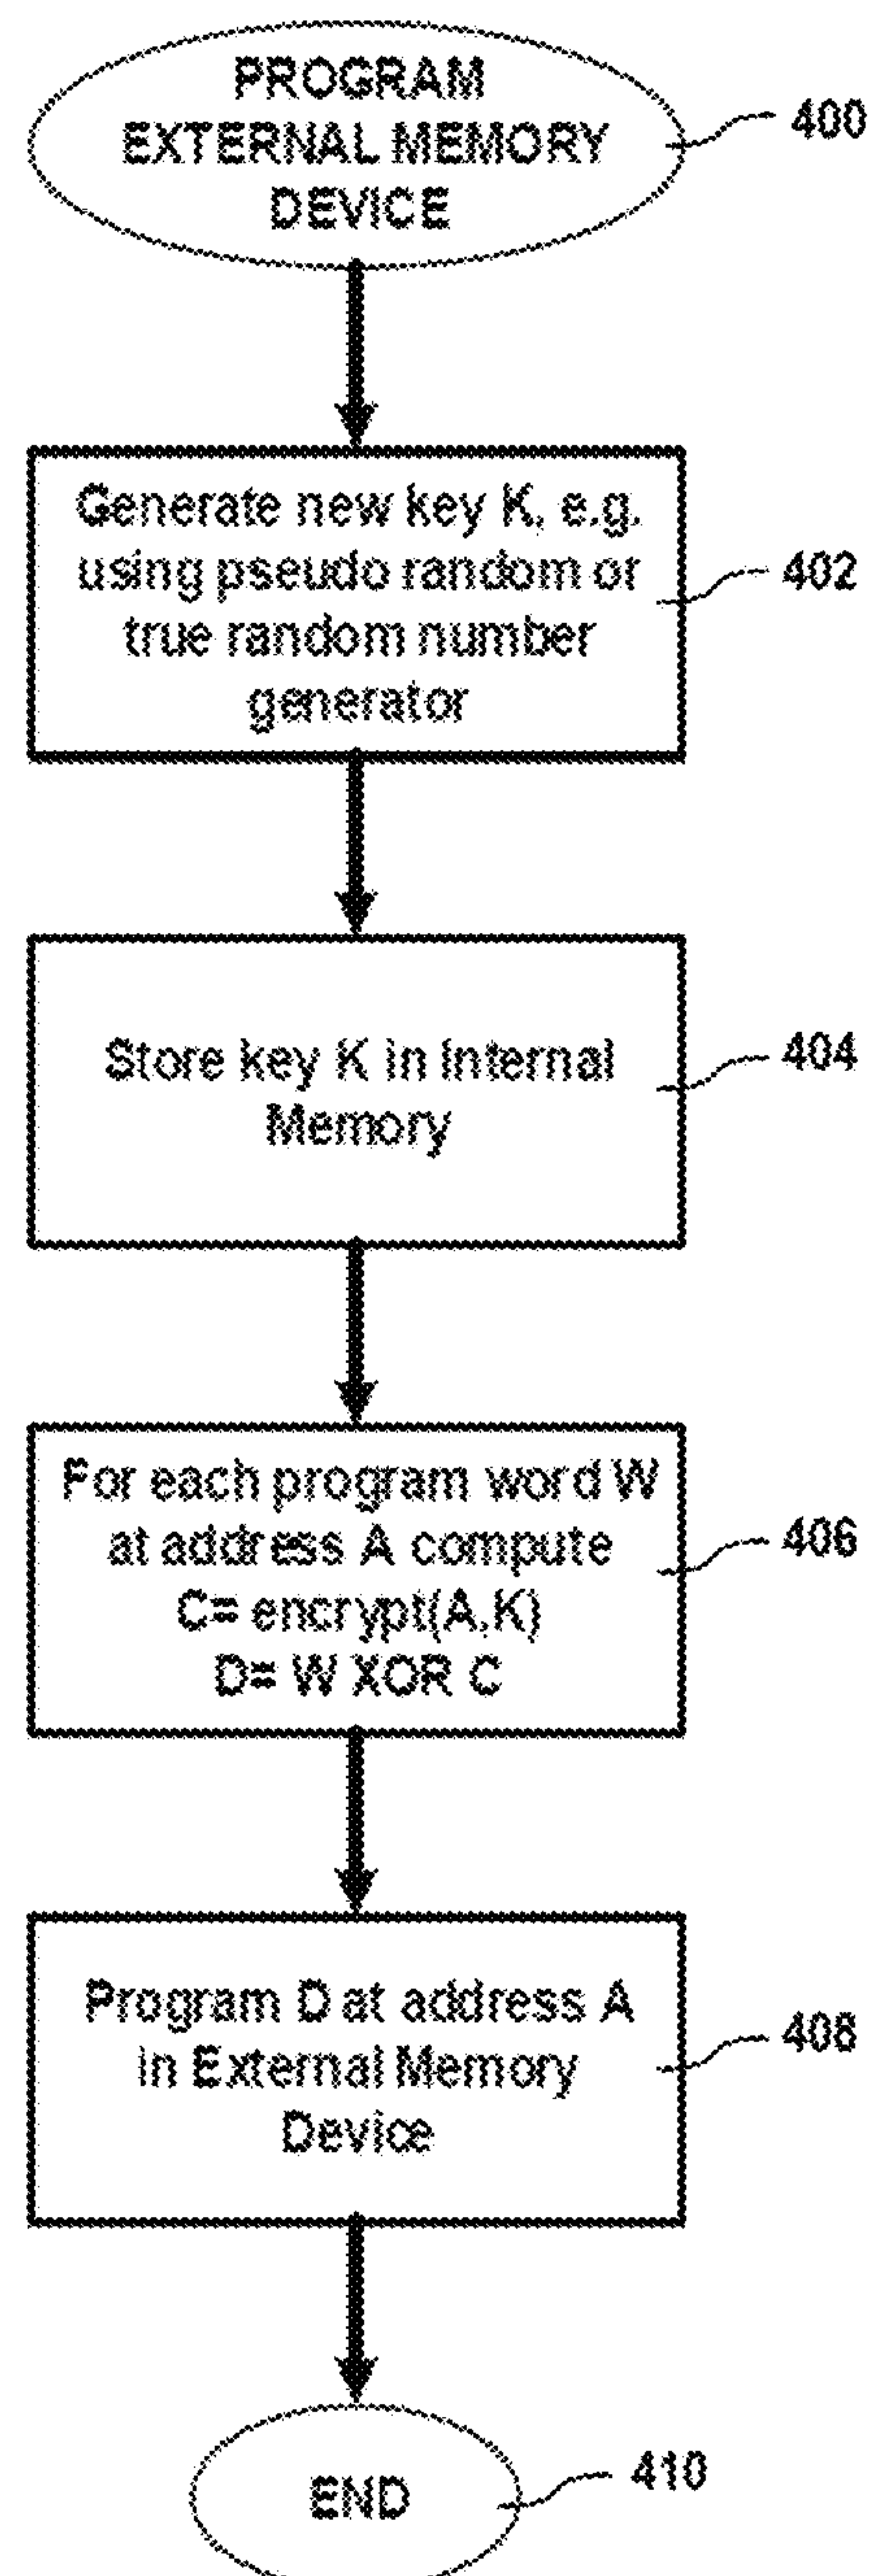 PROGRAM
EXTERNAL MEMORY
DEVICE
400
Generate new key K, e.g.
using pseudo random or
true random number
generator
402
Store key K in Internal
Memory
404
For each program word W
at address A compute
C= encrypt(A,K)
D= W XOR C
406
Program D at address A
in External Memory
Device
408
END
410